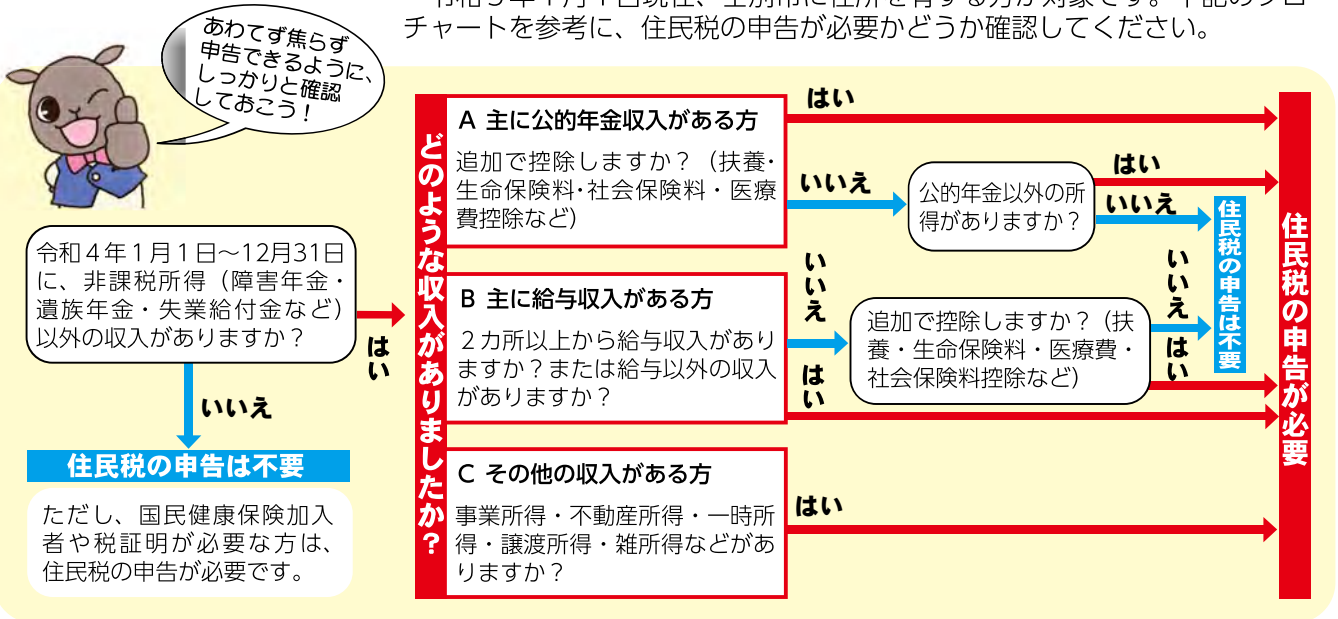 チャートを参考に、住民税の申告が必要かどうか確認してください。
あわてず焦らず
申告できるように、
しっかりと確認
しておこう！
令和４年１月１日～12月31日
に、非課税所得（障害年金・
遺族年金・失業給付金など）
以外の収入がありますか？
はい
いいえ
住民税の申告は不要
ただし、国民健康保険加入
者や税証明が必要な方は、
住民税の申告が必要です。
どのような収入がありましたか？
A 主に公的年金収入がある方
追加で控除しますか？（扶養・
生命保険料・社会保険料・医療
費控除など）
はい
いいえ
公的年金以外の所
得がありますか？
はい
いいえ
B 主に給与収入がある方
２カ所以上から給与収入があり
ますか？または給与以外の収入
がありますか？
いいえ
はい
追加で控除しますか？（扶
養・生命保険料・医療費・
社会保険料控除など）
いいえ
はい
住民税の申告は不要
C その他の収入がある方
事業所得・不動産所得・一時所
得・譲渡所得・雑所得などがあ
りますか？
はい
住民税の申告が必要